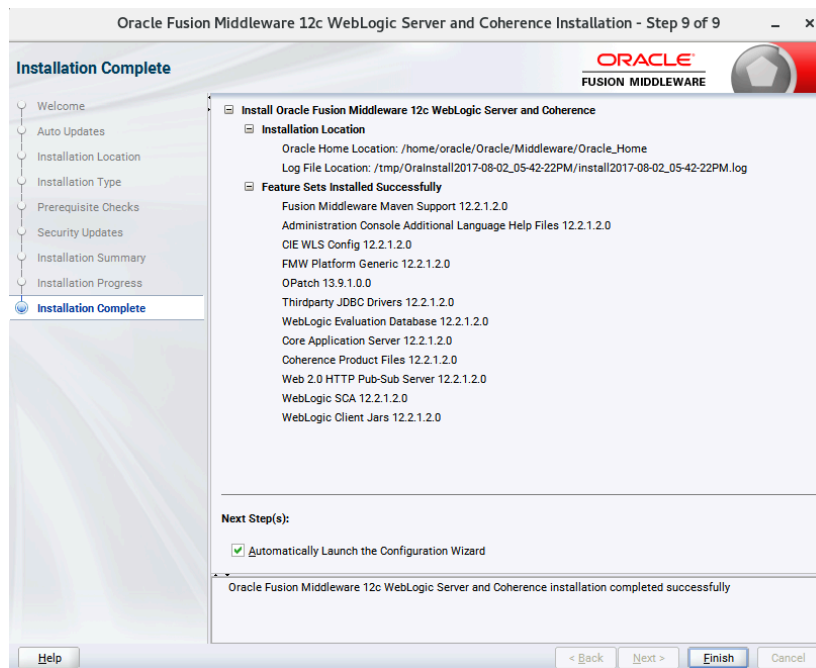 Oracle Fusion Middleware 12c WebLogic Server and Coherence Installation - Step 9 of 9
Installation Complete
ORACLE
FUSION MIDDLEWARE
Welcome
Auto Updates
Installation Location
Installation Type
Prerequisite Checks
Security Updates
Installation Summary
Installation Progress
Installation Complete
Install Oracle Fusion Middleware 12c WebLogic Server and Coherence
Installation Location
Oracle Home Location: /home/oracle/Oracle/Middleware/Oracle_Home
Log File Location: /tmp/OraInstall2017-08-02_05-42-22PM/install2017-08-02_05-42-22PM.log
Feature Sets Installed Successfully
Fusion Middleware Maven Support 12.2.1.2.0
Administration Console Additional Language Help Files 12.2.1.2.0
CIE WLS Config 12.2.1.2.0
FMW Platform Generic 12.2.1.2.0
OPatch 13.9.1.0.0
Thirdparty JDBC Drivers 12.2.1.2.0
WebLogic Evaluation Database 12.2.1.2.0
Core Application Server 12.2.1.2.0
Coherence Product Files 12.2.1.2.0
Web 2.0 HTTP Pub-Sub Server 12.2.1.2.0
WebLogic SCA 12.2.1.2.0
WebLogic Client Jars 12.2.1.2.0
Next Step(s):
Automatically Launch the Configuration Wizard
Oracle Fusion Middleware 12c WebLogic Server and Coherence installation completed successfully
Help
< Back
Next >
Finish
Cancel